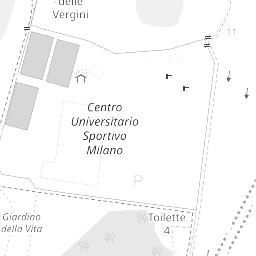 delle
Vergini
11
Centro
Universitario
Sportivo
Milano
Giardino
della Vita
Toilette
4